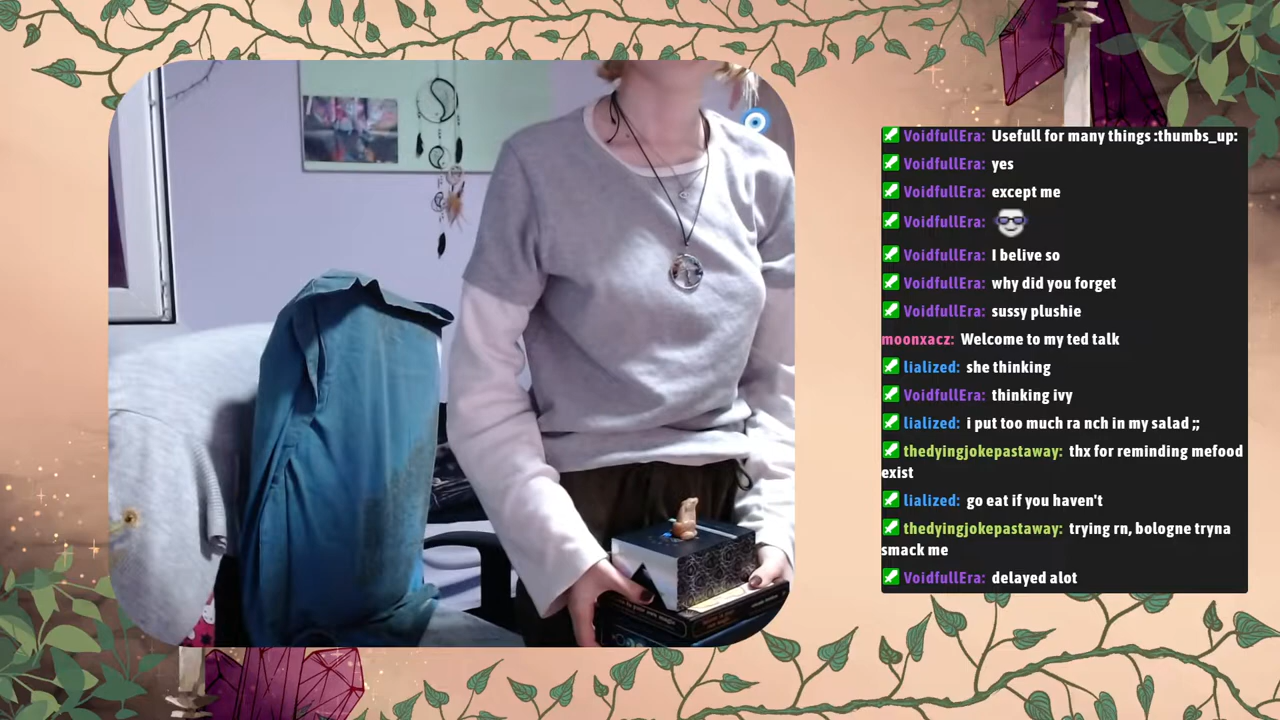 VoidfullEra: Usefull for many things :thumbs_up:
VoidfullEra: yes
VoidfullEra: except me
VoidfullEra:
VoidfullEra: I belive so
VoidfullEra: why did you forget
VoidfullEra: sussy plushie
moonxacz: Welcome to my ted talk
lialized: she thinking
VoidfullEra: thinking ivy
lialized: i put too much ra nch in my salad ;;
thedyingjokepastaway: thx for reminding mefood
exist
lialized: go eat if you haven't
thedyingjokepastaway: trying rn, bologne tryna
smack me
VoidfullEra: delayed alot